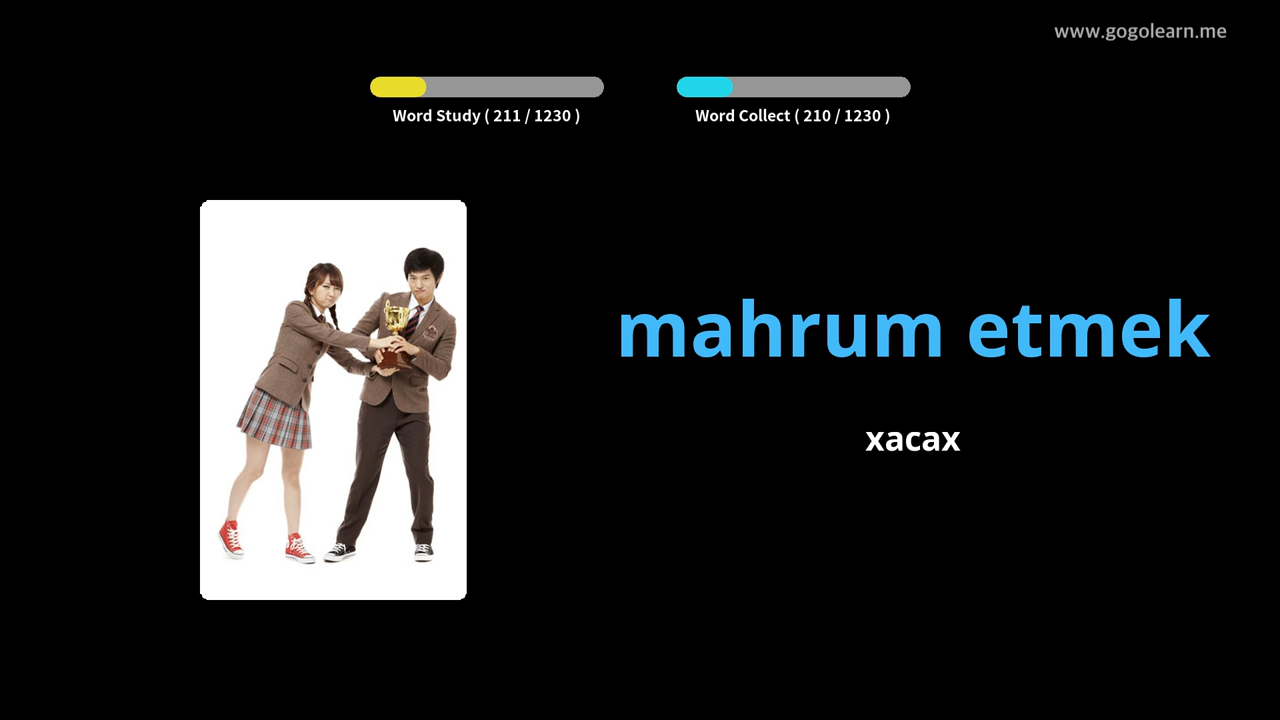 www.gogolearn.me
Word Study ( 211 / 1230 )
Word Collect ( 210 / 1230 )
mahrum etmek
xacax